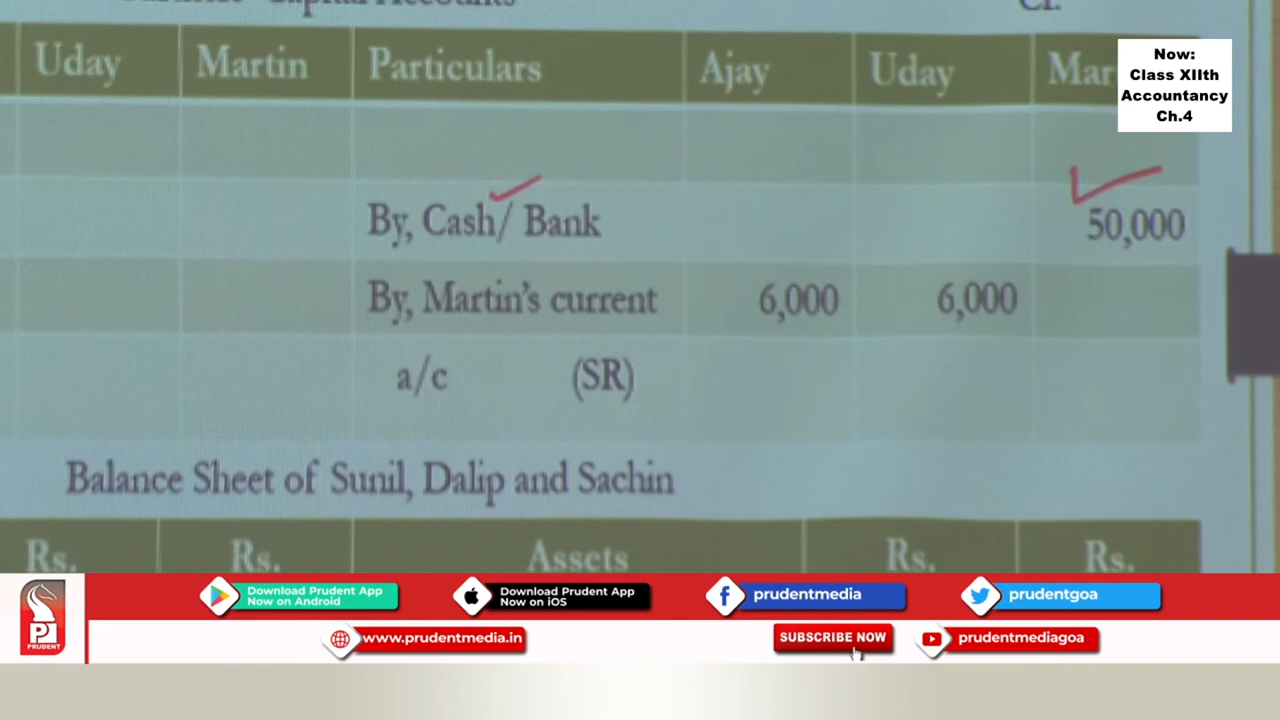 Capital Accounts
Cr.
Uday Martin Particulars Ajay Uday Mar
Now:
Class XIIth
Accountancy
Ch.4
By, Cash/ Bank 50,000
By, Martin's current 6,000 6,000
a/c (SR)
Balance Sheet of Sunil, Dalip and Sachin
Rs. Rs. Assets Rs. Rs.
Download Prudent App
Now on Android
Download Prudent App
Now on iOS
prudentmedia
prudentgoa
PRUDENT
www.prudentmedia.in
SUBSCRIBE NOW
prudentmediagoa